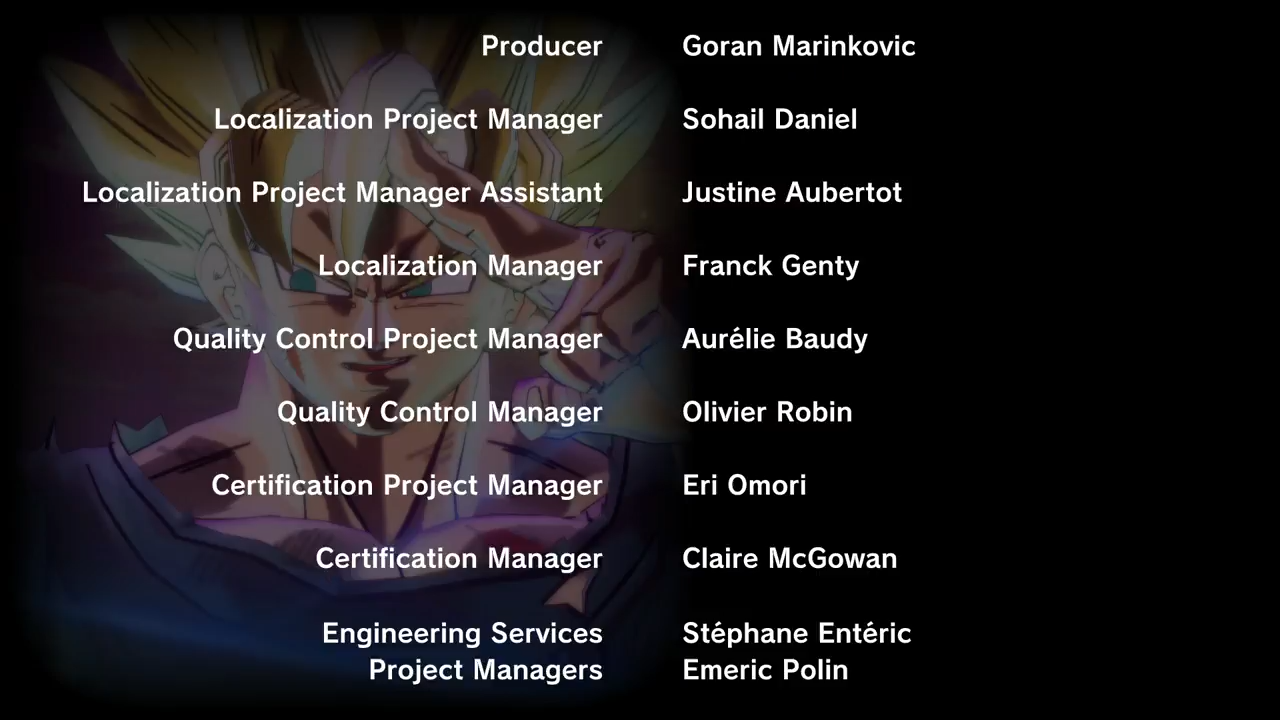 Producer Goran Marinkovic
Localization Project Manager Sohail Daniel
Localization Project Manager Assistant Justine Aubertot
Localization Manager Franck Genty
Quality Control Project Manager Aurélie Baudy
Quality Control Manager Olivier Robin
Certification Project Manager Eri Omori
Certification Manager Claire McGowan
Engineering Services Stéphane Entéric
Project Managers Emeric Polin